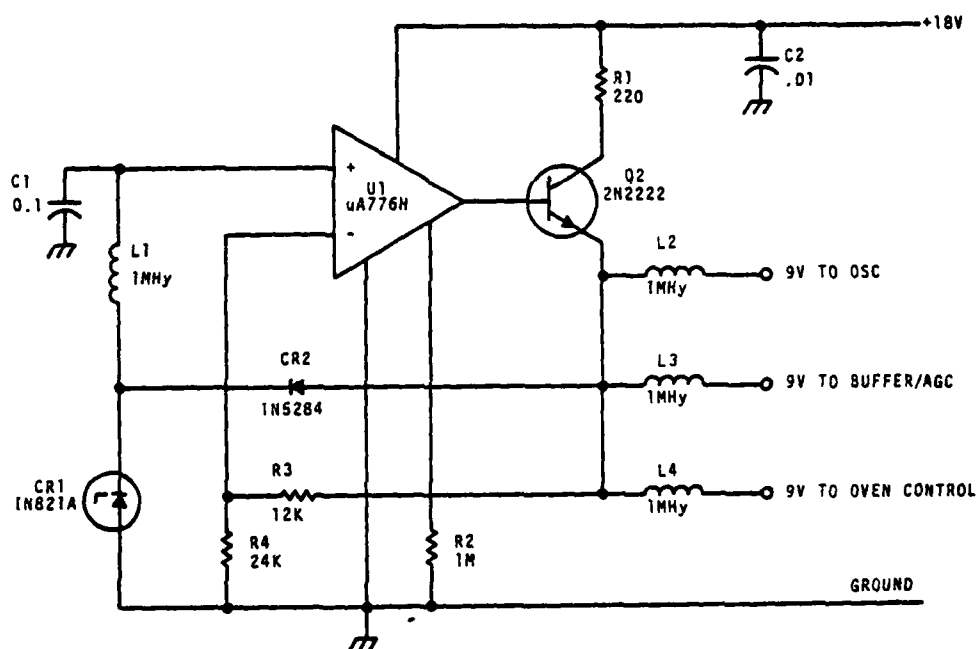 +18V
C2
.01
R1
220
C1
0.1
+
U1
uA776H
-
Q2
2N2222
L1
1MHy
L2
1MHy
9V TO OSC
CR2
1N5284
L3
1MHy
9V TO BUFFER/AGC
CR1
1N821A
R3
12K
L4
1MHy
9V TO OVEN CONTROL
R4
24K
R2
1M
GROUND